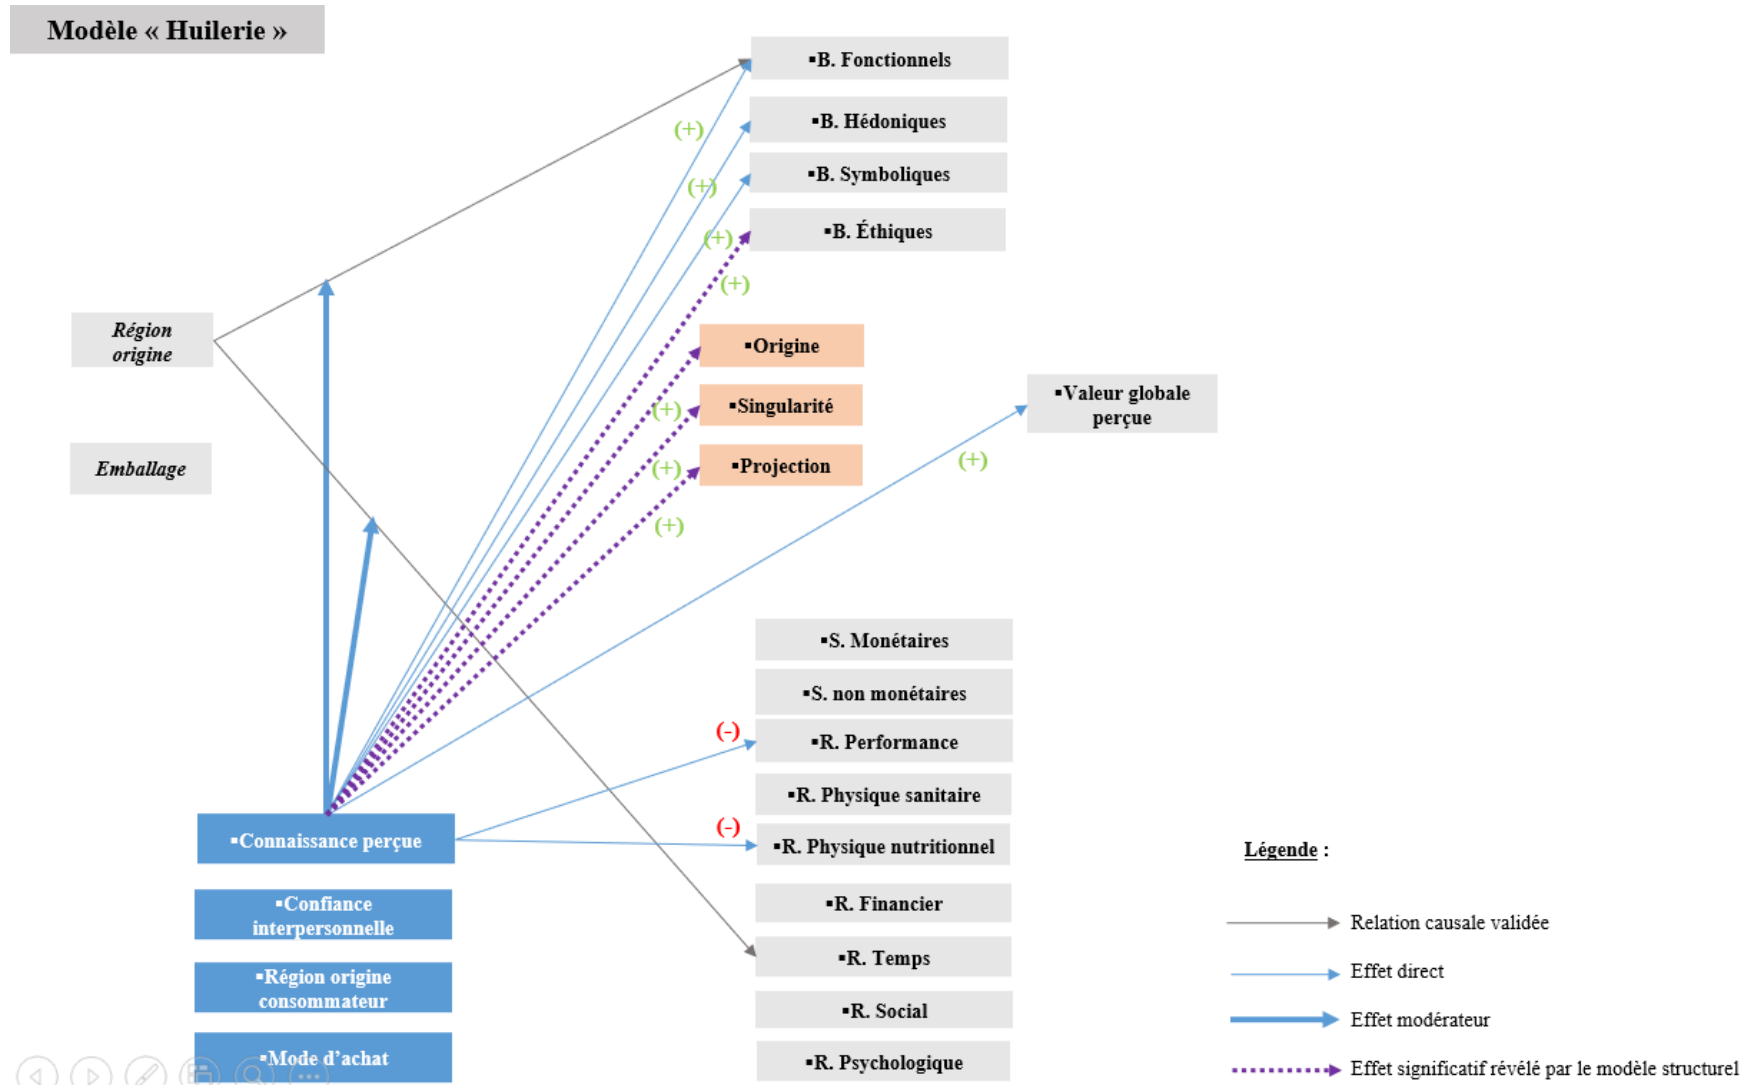 Modèle « Huilerie »
▪B. Fonctionnels
(+)
▪B. Hédoniques
(+)
▪B. Symboliques
(+)
▪B. Éthiques
(+)
Région
origine
▪Origine
Emballage
(+)
▪Singularité
(+)
▪Projection
(+)
▪Valeur globale
perçue
(+)
▪S. Monétaires
▪S. non monétaires
(-)
▪R. Performance
▪R. Physique sanitaire
(-)
▪R. Physique nutritionnel
▪R. Financier
▪R. Temps
▪R. Social
▪R. Psychologique
▪Connaissance perçue
▪Confiance
interpersonnelle
▪Région origine
consommateur
▪Mode d’achat
Légende :
Relation causale validée
Effet direct
Effet modérateur
Effet significatif révélé par le modèle structurel